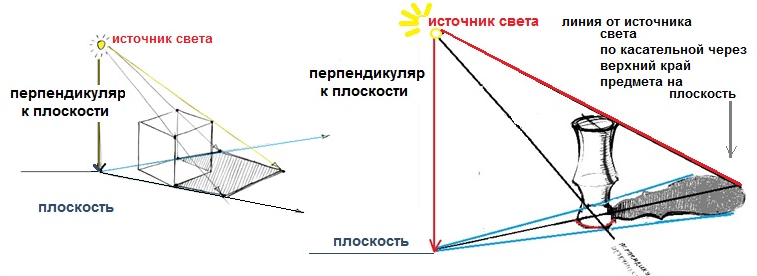 источник света
перпендикуляр
к плоскости
плоскость
источник света
линия от источника
света
по касательной через
верхний край
предмета на
плоскость
перпендикуляр
к плоскости
плоскость